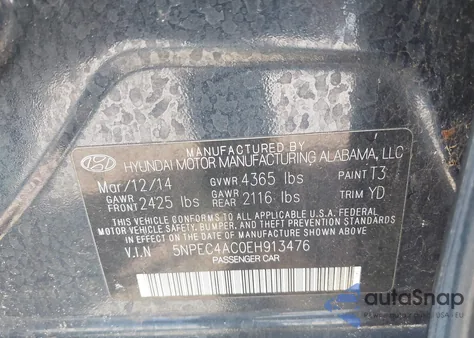 MANUFACTURED BY
HYUNDAI MOTOR MANUFACTURING ALABAMA, LLC
Mar/12/14 GVWR 4365 lbs PAINT T3
GAWR FRONT 2425 lbs GAWR REAR 2116 lbs TRIM YD
THIS VEHICLE CONFORMS TO ALL APPLICABLE U.S.A. FEDERAL
MOTOR VEHICLE SAFETY, BUMPER, AND THEFT PREVENTION STANDARDS
IN EFFECT ON THE DATE OF MANUFACTURE SHOWN ABOVE.
V.I.N 5NPEC4AC0EH913476
PASSENGER CAR
autoSnap